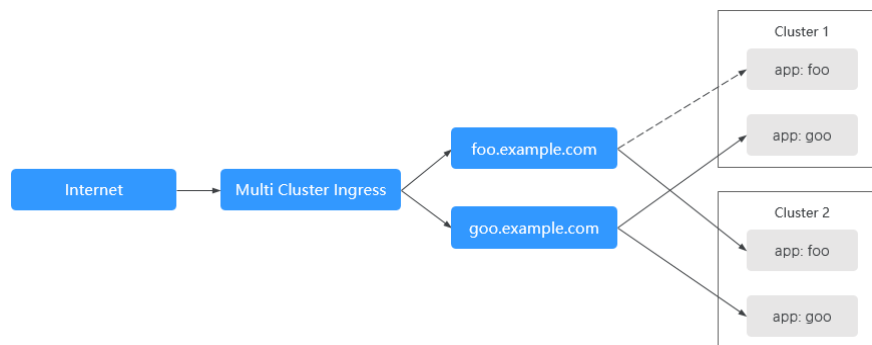 Internet
Multi Cluster Ingress
foo.example.com
goo.example.com
Cluster 1
app: foo
app: goo
Cluster 2
app: foo
app: goo